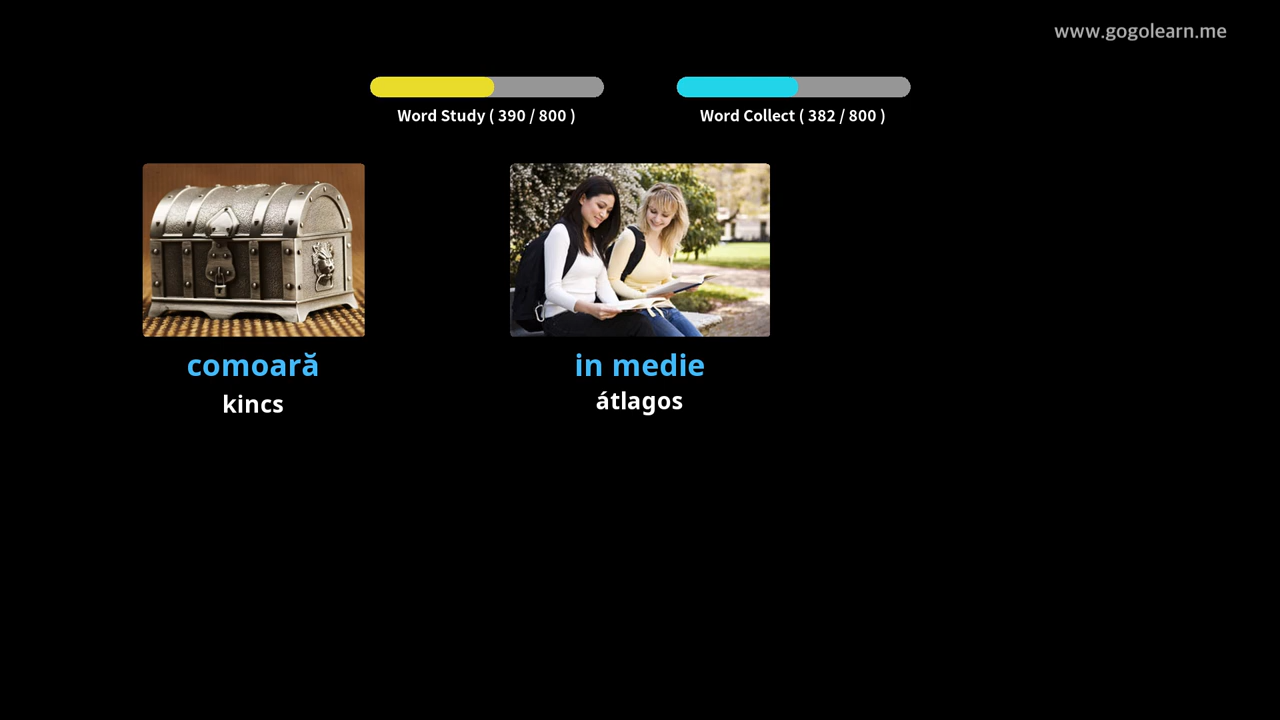 www.gogolearn.me
Word Study ( 390 / 800 )
Word Collect ( 382 / 800 )
comoară
kincs
in medie
átlagos